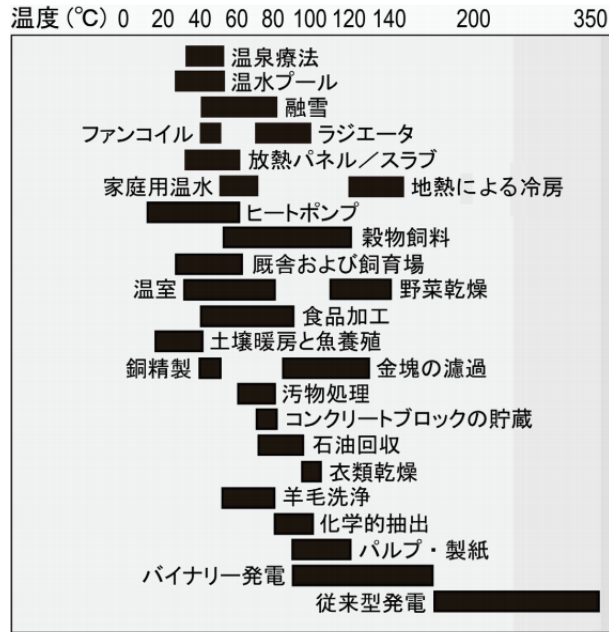 温度(℃) 0 20 40 60 80 100 120 140 200 350
温泉療法
温水プール
融雪
ファンコイル ラジエータ
放熱パネル/スラブ
家庭用温水 地熱による冷房
ヒートポンプ
穀物飼料
厩舎および飼育場
温室 野菜乾燥
食品加工
土壌暖房と魚養殖
銅精製 金塊の濾過
汚物処理
コンクリートブロックの貯蔵
石油回収
衣類乾燥
羊毛洗浄
化学的抽出
パルプ・製紙
バイナリー発電
従来型発電